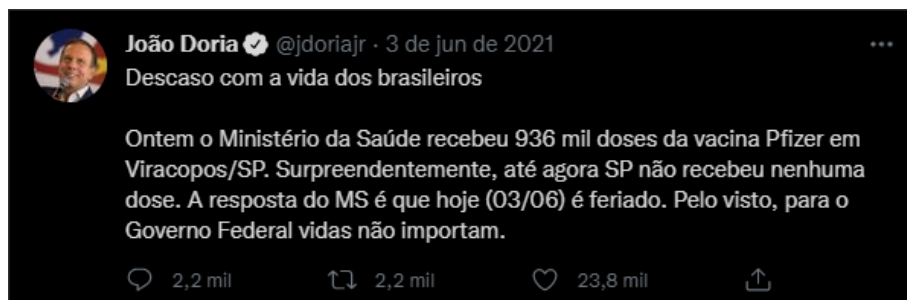 João Doria @jdoriajr · 3 de jun de 2021
Descaso com a vida dos brasileiros
Ontem o Ministério da Saúde recebeu 936 mil doses da vacina Pfizer em
Viracopos/SP. Surpreendentemente, até agora SP não recebeu nenhuma
dose. A resposta do MS é que hoje (03/06) é feriado. Pelo visto, para o
Governo Federal vidas não importam.
2,2 mil 2,2 mil 23,8 mil